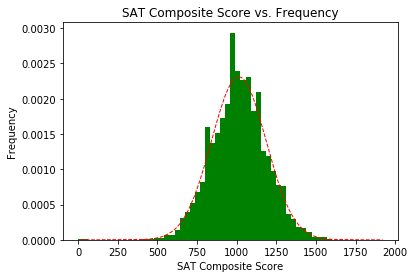 SAT Composite Score vs. Frequency
0.0030
0.0025
0.0020
0.0015
0.0010
0.0005
0.0000
Frequency
0 250 500 750 1000 1250 1500 1750 2000
SAT Composite Score